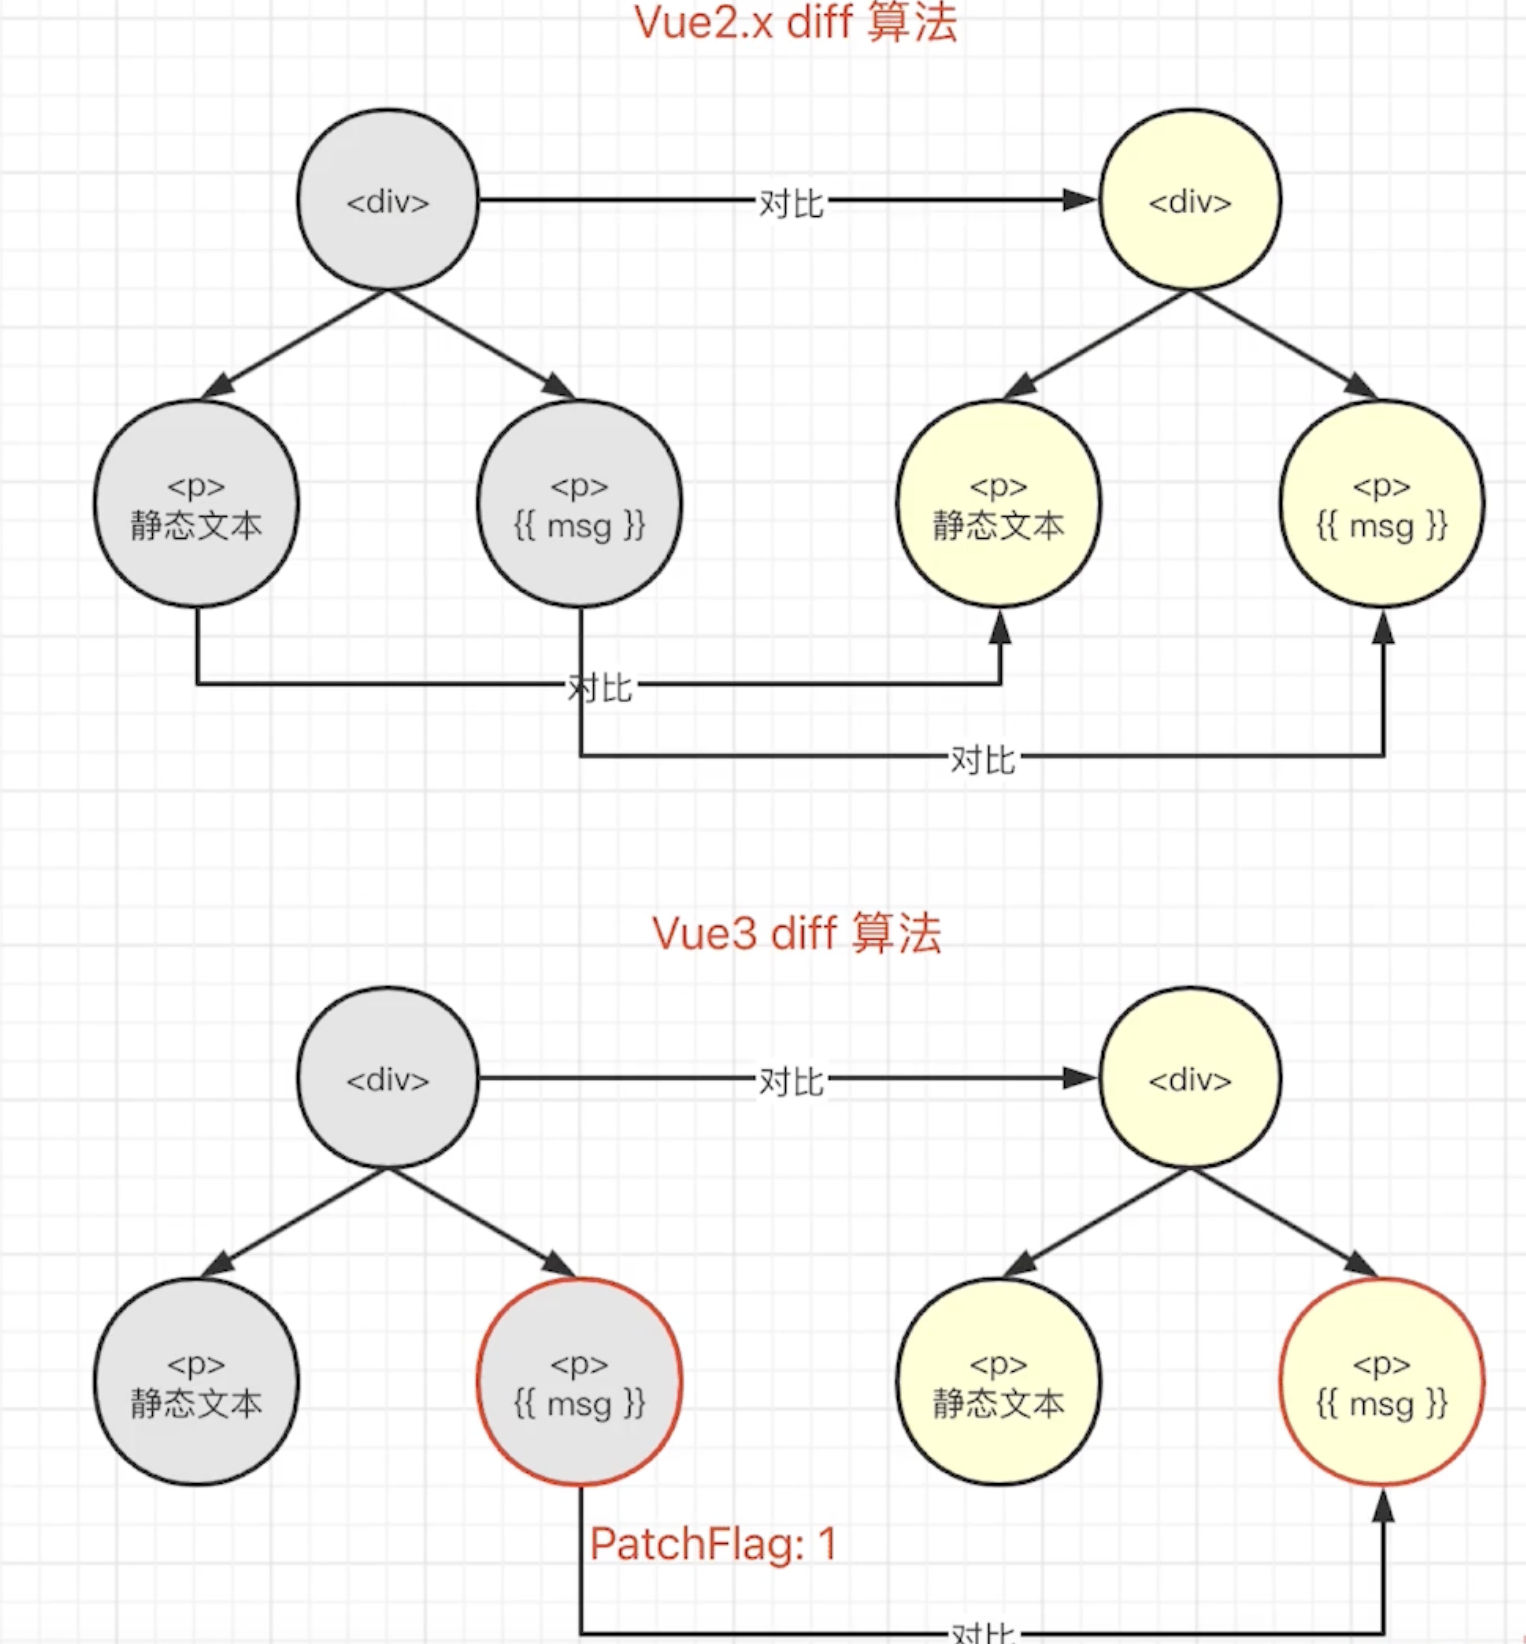 Vue2.x diff 算法
<div>
对比
<div>
<p>
静态文本
<p>
{{ msg }}
<p>
静态文本
<p>
{{ msg }}
对比
对比
Vue3 diff 算法
<div>
对比
<div>
<p>
静态文本
<p>
{{ msg }}
<p>
静态文本
<p>
{{ msg }}
PatchFlag: 1
对比